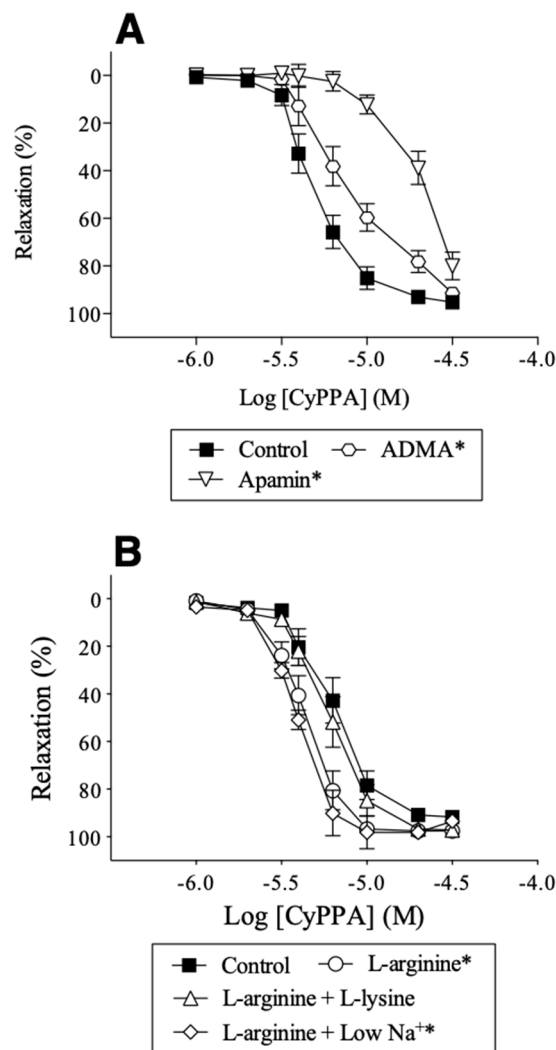 A
0
20
40
60
80
100
Relaxation (%)
-6.0 -5.5 -5.0 -4.5 -4.0
Log [CyPPA] (M)
Control ADMA*
Apamin*
B
0
20
40
60
80
100
Relaxation (%)
-6.0 -5.5 -5.0 -4.5 -4.0
Log [CyPPA] (M)
Control L-arginine*
L-arginine + L-lysine
L-arginine + Low Na⁺*